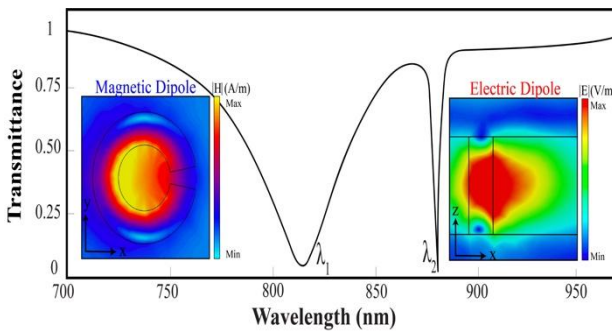 1
0.75
0.50
0.25
0
Transmittance
Magnetic Dipole
|H|(A/m)
Max
Min
y
x
Electric Dipole
|E|(V/m
Max
Min
z
x
λ1
λ2
700
750
800
850
900
950
Wavelength (nm)